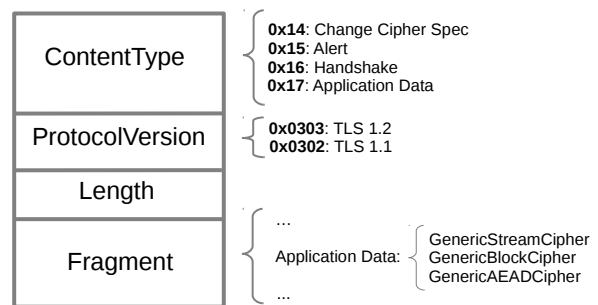 ContentType
0x14: Change Cipher Spec
0x15: Alert
0x16: Handshake
0x17: Application Data
ProtocolVersion
0x0303: TLS 1.2
0x0302: TLS 1.1
Length
Fragment
...
Application Data:
GenericStreamCipher
GenericBlockCipher
GenericAEADCipher
...